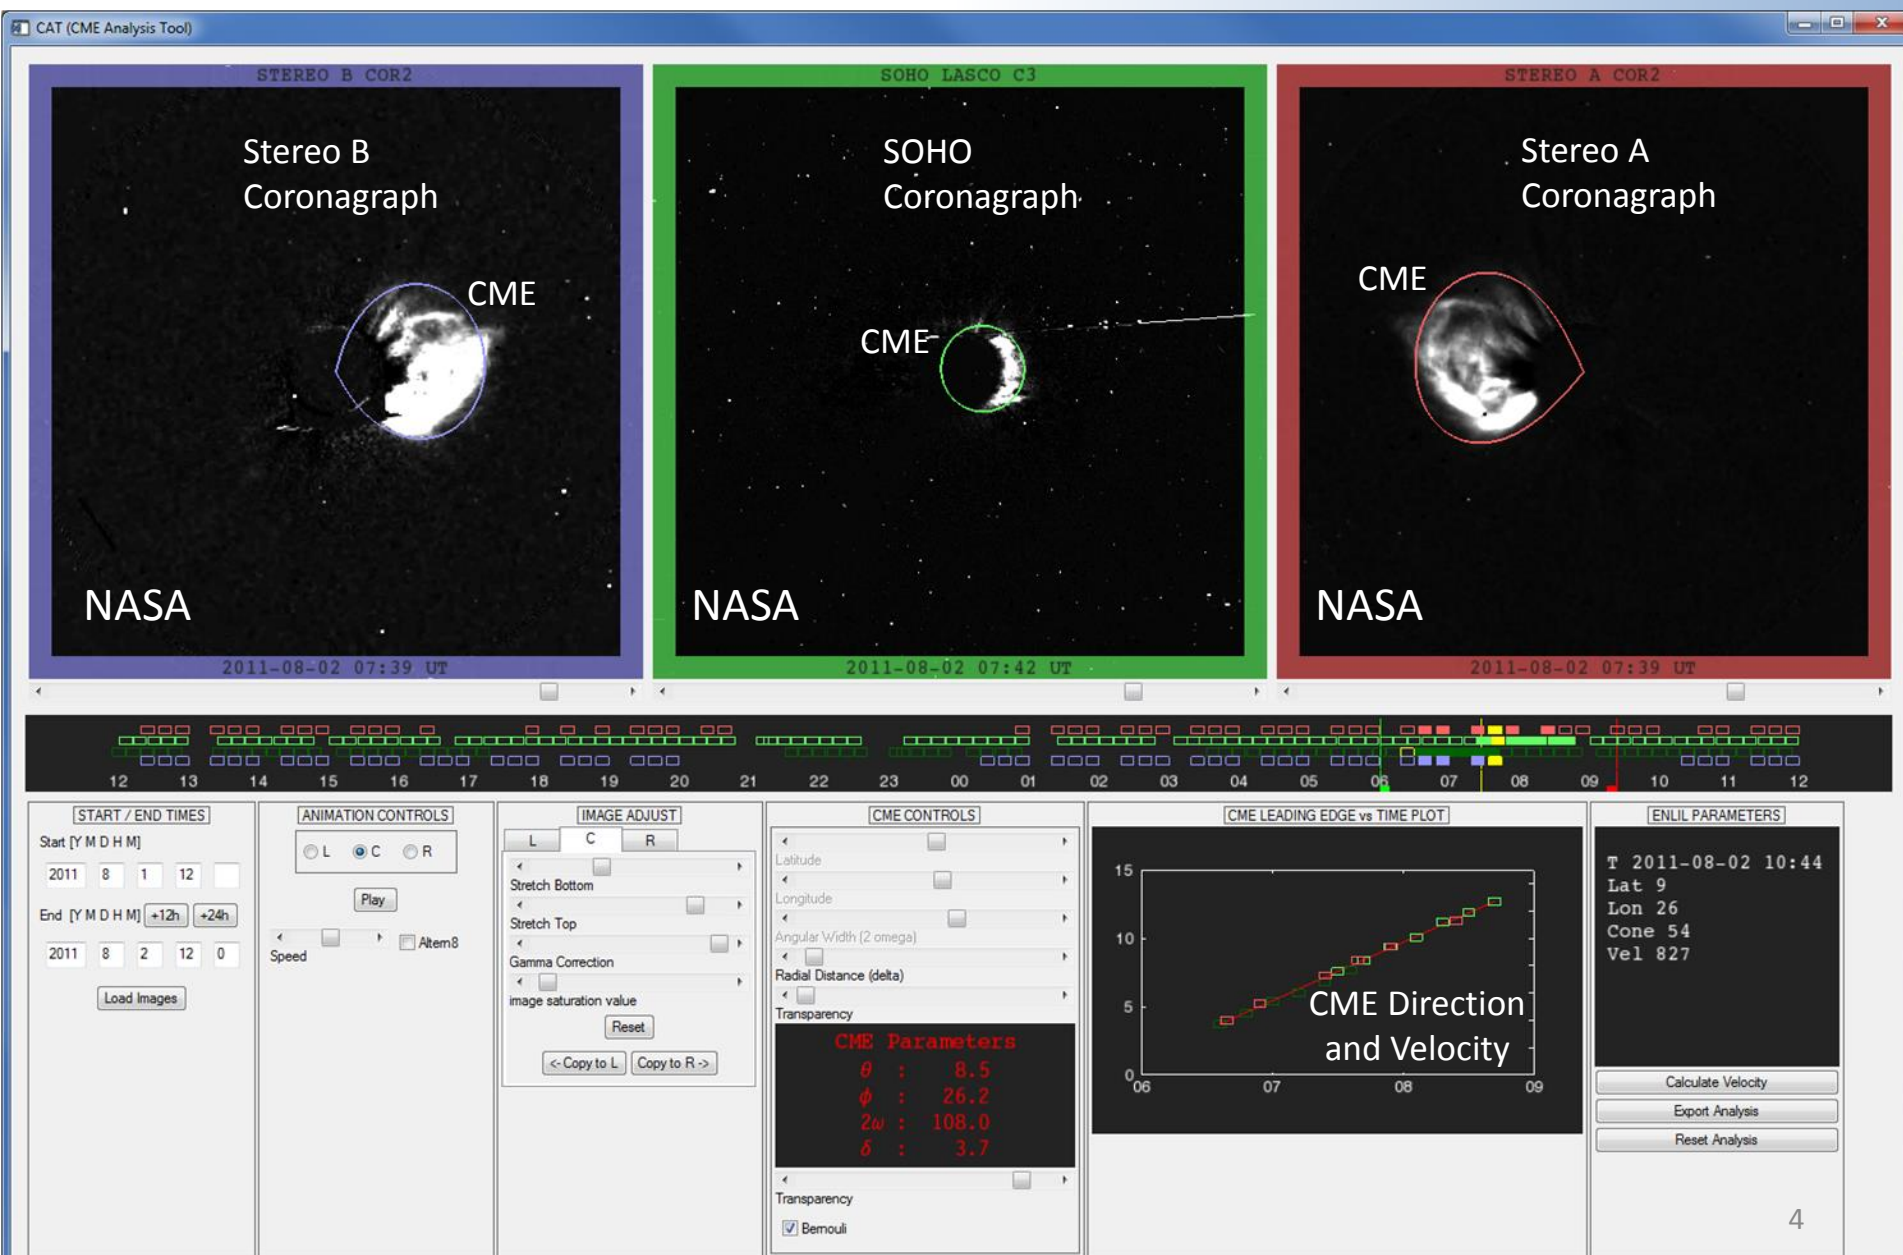 CAT (CME Analysis Tool)
STEREO B COR2
Stereo B
Coronagraph
CME
NASA
2011-08-02 07:39 UT
SOHO LASCO C3
SOHO
Coronagraph
CME
NASA
2011-08-02 07:42 UT
STEREO A COR2
Stereo A
Coronagraph
CME
NASA
2011-08-02 07:39 UT
12 13 14 15 16 17 18 19 20 21 22 23 00 01 02 03 04 05 06 07 08 09 10 11 12
START / END TIMES
Start [Y M D H M]
2011 8 1 12
End [Y M D H M] +12h +24h
2011 8 2 12 0
Load Images
ANIMATION CONTROLS
L C R
Play
Speed
Altern8
IMAGE ADJUST
L C R
Stretch Bottom
Stretch Top
Gamma Correction
image saturation value
Reset
<- Copy to L Copy to R ->
CME CONTROLS
Latitude
Longitude
Angular Width (2 omega)
Radial Distance (delta)
Transparency
CME Parameters
θ : 8.5
ϕ : 26.2
2ω : 108.0
δ : 3.7
Transparency
Bernouli
CME LEADING EDGE vs TIME PLOT
15
10
5
0
06 07 08 09
CME Direction
and Velocity
ENLIL PARAMETERS
T 2011-08-02 10:44
Lat 9
Lon 26
Cone 54
Vel 827
Calculate Velocity
Export Analysis
Reset Analysis
4